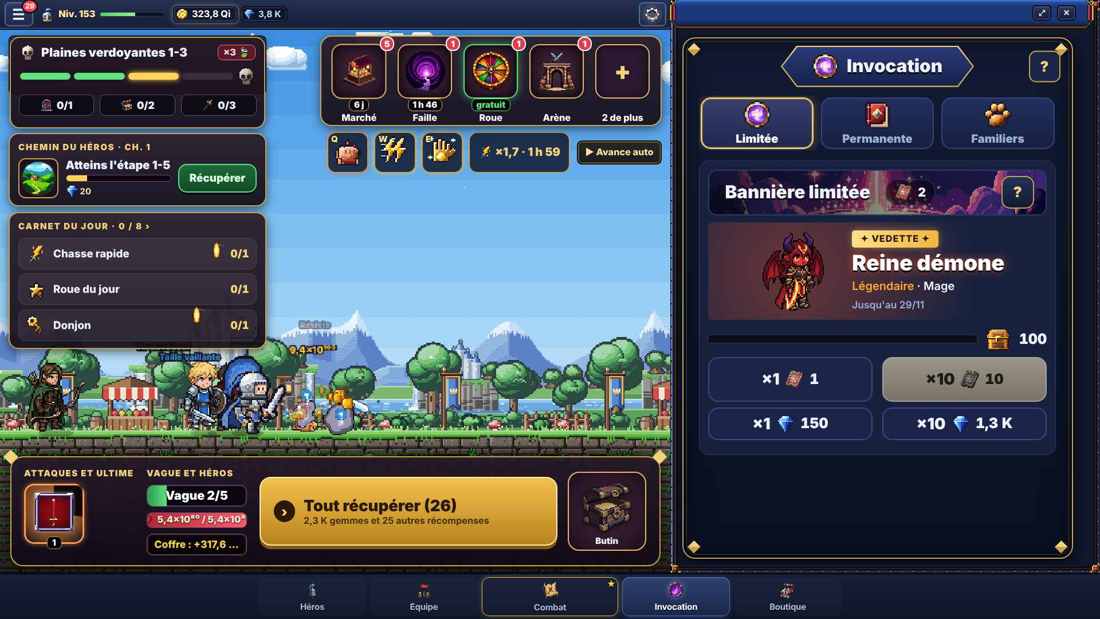 28
Niv. 153
323,8 Qi
3,8 K
Plaines verdoyantes 1-3
×3
0/1
0/2
0/3
CHEMIN DU HÉROS · CH. 1
Atteins l'étape 1-5
20
Récupérer
CARNET DU JOUR · 0 / 8 ›
Chasse rapide
0/1
Roue du jour
0/1
Donjon
0/1
5
6 j
Marché
1
1 h 46
Faille
1
gratuit
Roue
1
Arène
+
2 de plus
Q
W
E
×1,7 · 1 h 59
Avance auto
Taille vaillante
ATTAQUES ET ULTIME
1
VAGUE ET HÉROS
Vague 2/5
Coffre : +317,6 ...
Tout récupérer (26)
2,3 K gemmes et 25 autres récompenses
Butin
Héros
Équipe
Combat
Invocation
Boutique
Invocation
?
Limitée
Permanente
Familiers
Bannière limitée
2
?
VEDETTE
Reine démone
Légendaire · Mage
Jusqu'au 29/11
100
×1 1
×10 10
×1 150
×10 1,3 K